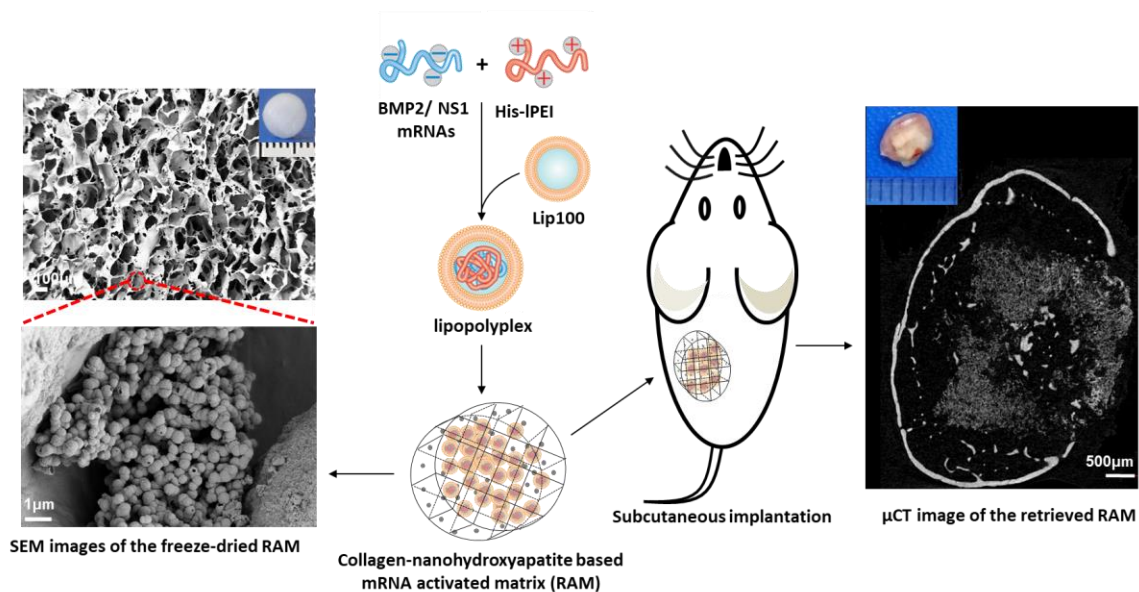 BMP2/ NS1
mRNAs
+
His-lPEI
Lip100
lipopolyplex
100µm
1µm
SEM images of the freeze-dried RAM
Collagen-nanohydroxyapatite based
mRNA activated matrix (RAM)
Subcutaneous implantation
500µm
µCT image of the retrieved RAM